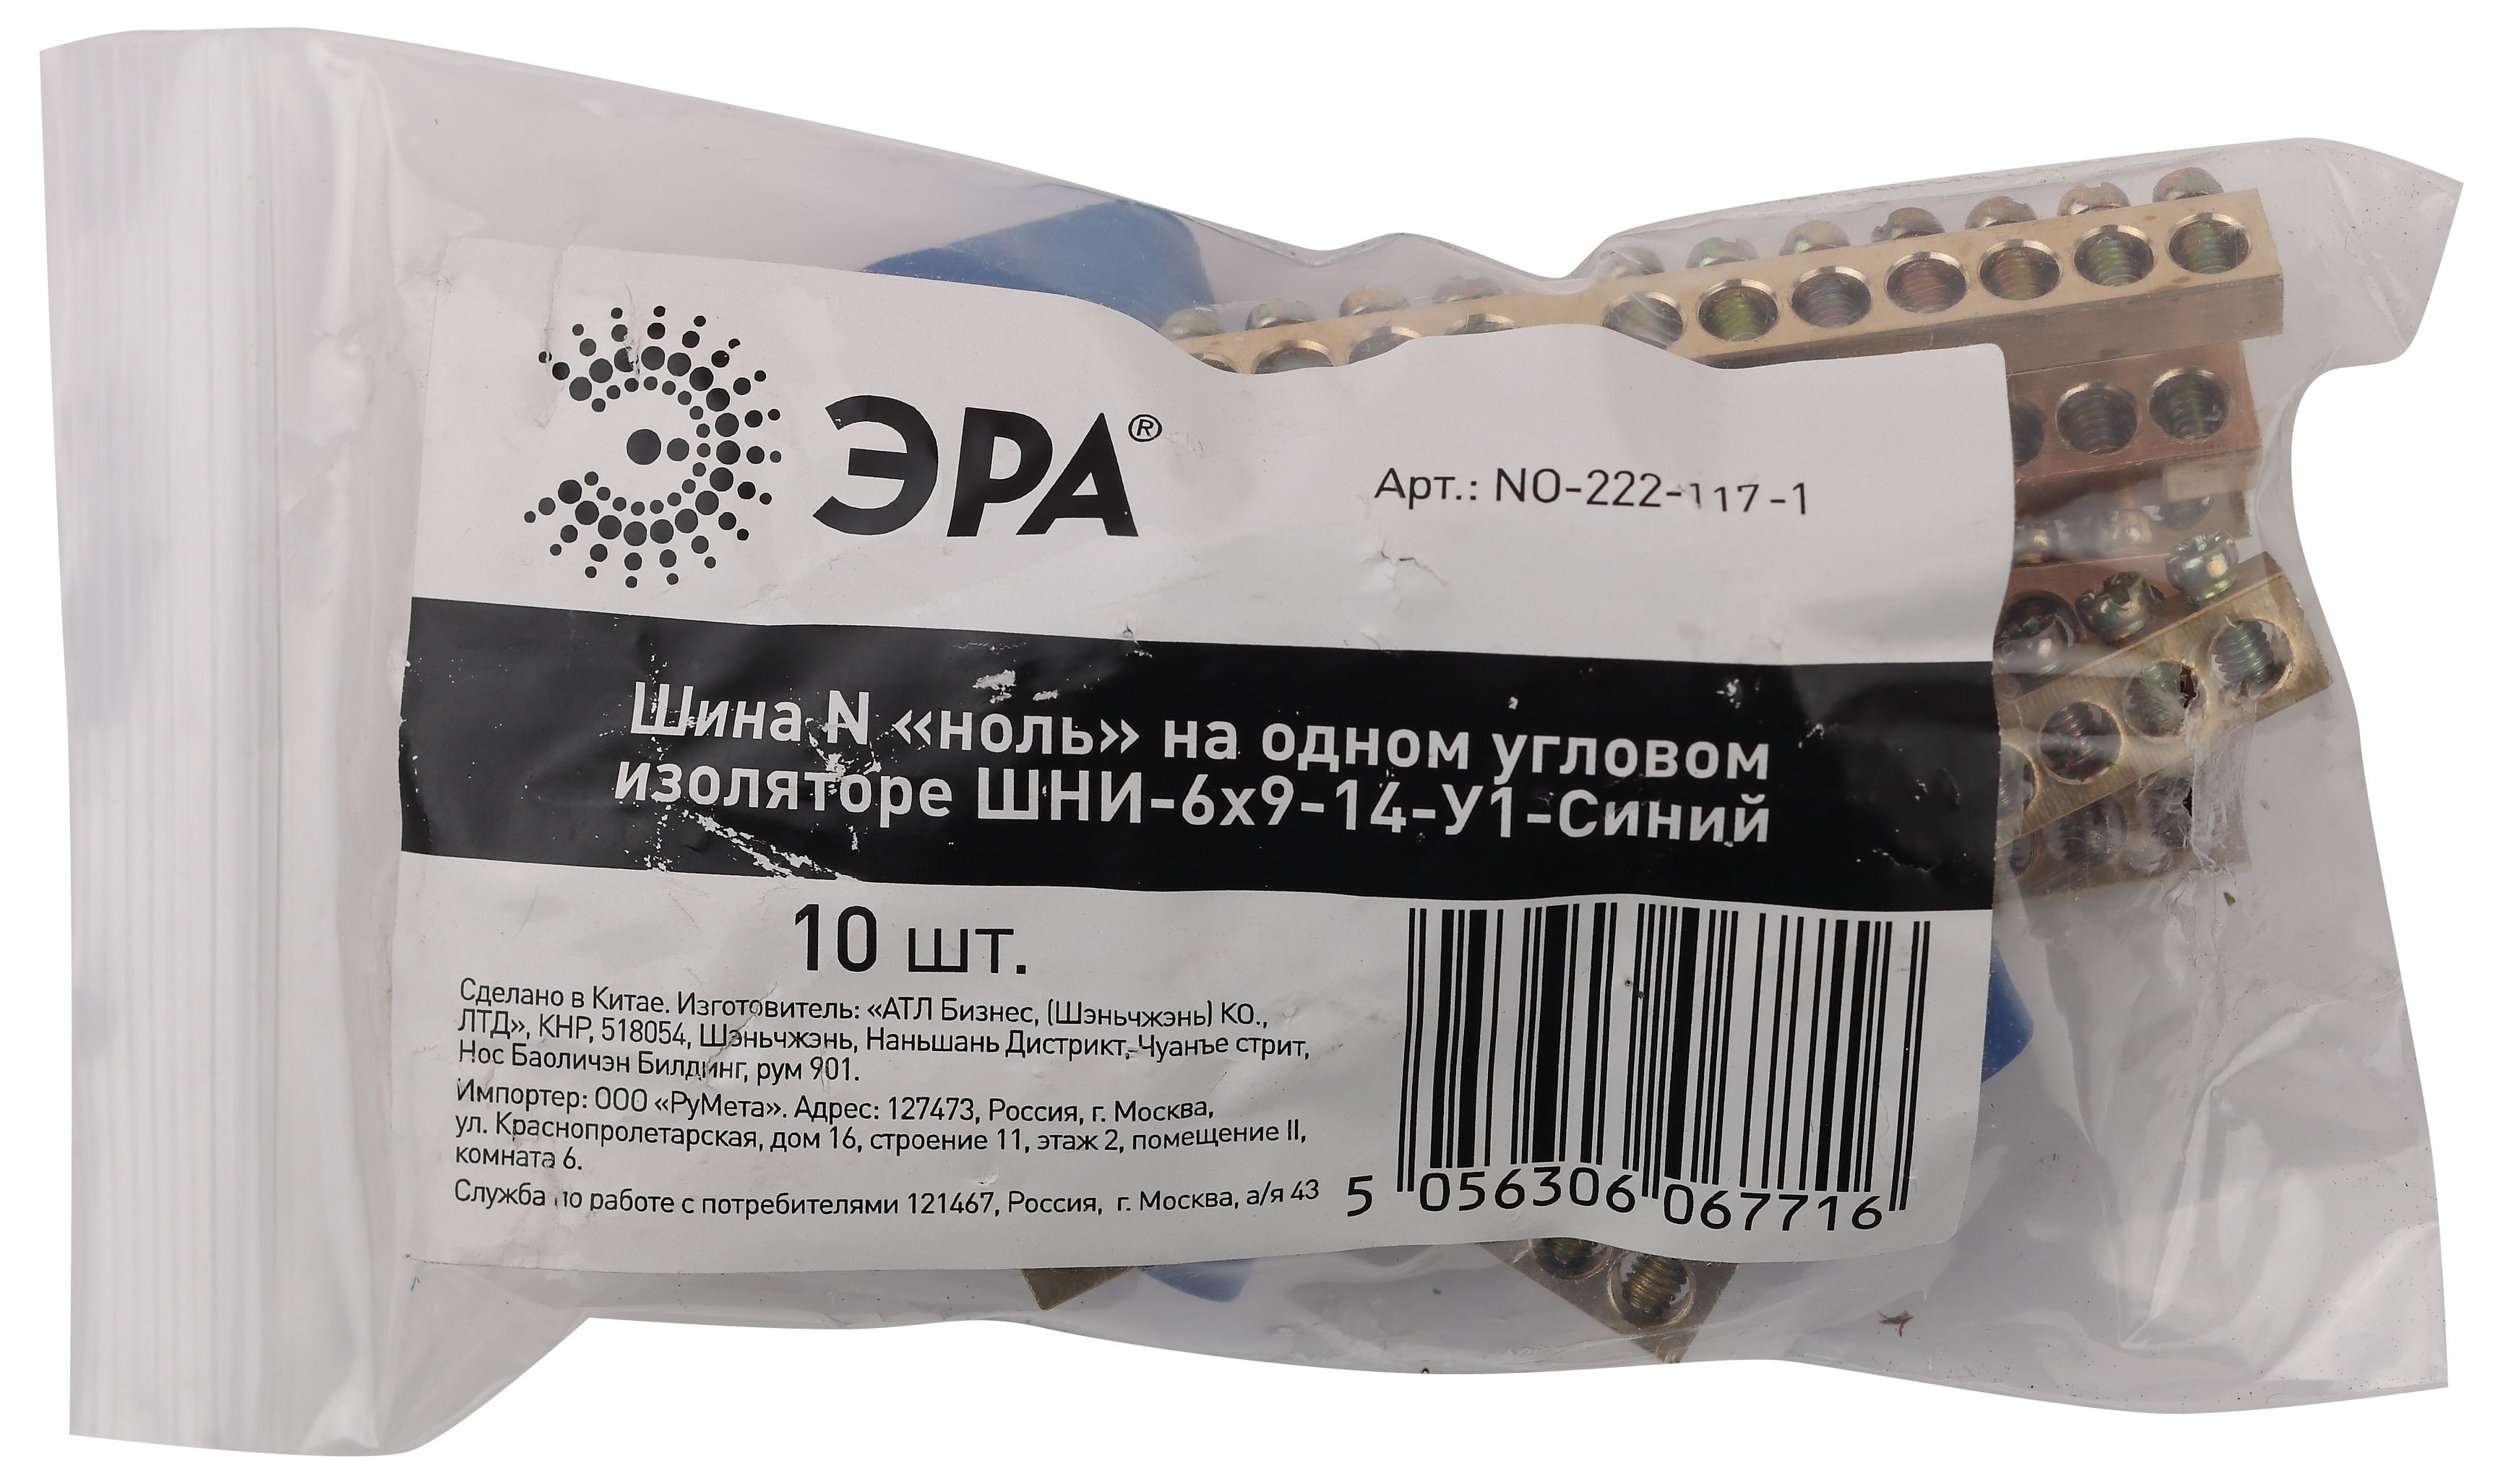 ЭРА®
Арт.: NO-222-117-1
Шина N «ноль» на одном угловом
изоляторе ШНИ-6х9-14-У1-Синий
10 шт.
Сделано в Китае. Изготовитель: «АТЛ Бизнес, (Шэньчжэнь) КО.,
ЛТД», КНР, 518054, Шэньчжэнь, Наньшань Дистрикт, Чуанъе стрит,
Нос Баоличэн Билдинг, рум 901.
Импортер: ООО «РуМета». Адрес: 127473, Россия, г. Москва,
ул. Краснопролетарская, дом 16, строение 11, этаж 2, помещение II,
комната 6.
Служба по работе с потребителями 121467, Россия, г. Москва, а/я 43
5 056306 067716